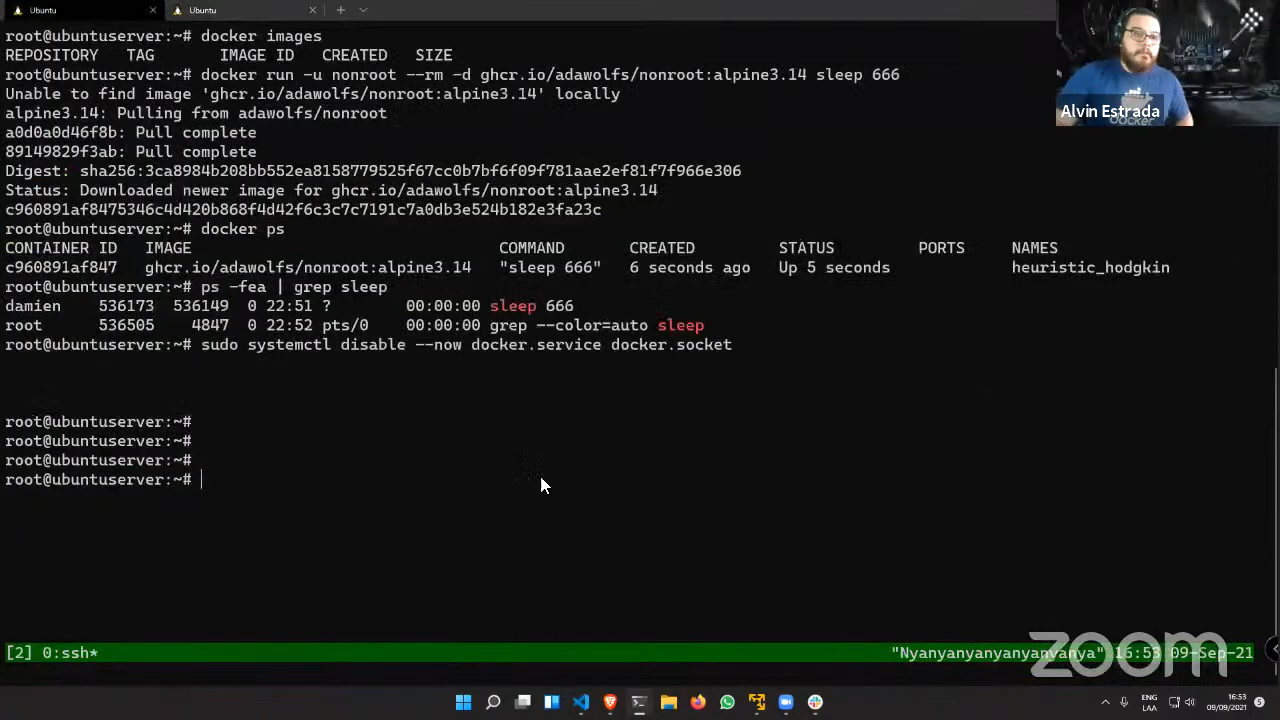 Ubuntu
Ubuntu
root@ubuntuserver:~# docker images
REPOSITORY TAG IMAGE ID CREATED SIZE
root@ubuntuserver:~# docker run -u nonroot --rm -d ghcr.io/adawolfs/nonroot:alpine3.14 sleep 666
Unable to find image 'ghcr.io/adawolfs/nonroot:alpine3.14' locally
alpine3.14: Pulling from adawolfs/nonroot
a0d0a0d46f8b: Pull complete
89149829f3ab: Pull complete
Digest: sha256:3ca8984b208bb552ea8158779525f67cc0b7bf6f09f781aae2ef81f7f966e306
Status: Downloaded newer image for ghcr.io/adawolfs/nonroot:alpine3.14
c960891af8475346c4d420b868f4d42f6c3c7c7191c7a0db3e524b182e3fa23c
root@ubuntuserver:~# docker ps
CONTAINER ID IMAGE COMMAND CREATED STATUS PORTS NAMES
c960891af847 ghcr.io/adawolfs/nonroot:alpine3.14 "sleep 666" 6 seconds ago Up 5 seconds heuristic_hodgkin
root@ubuntuserver:~# ps -fea | grep sleep
damien 536173 536149 0 22:51 ? 00:00:00 sleep 666
root 536505 4847 0 22:52 pts/0 00:00:00 grep --color=auto sleep
root@ubuntuserver:~# sudo systemctl disable --now docker.service docker.socket
root@ubuntuserver:~#
root@ubuntuserver:~#
root@ubuntuserver:~#
root@ubuntuserver:~#
Alvin Estrada
docker
[2] 0:ssh* "Nyanyanyanyanyanya" 16:53 09-Sep-21
zoom
ENG
LAA
16:53
09/09/2021
5